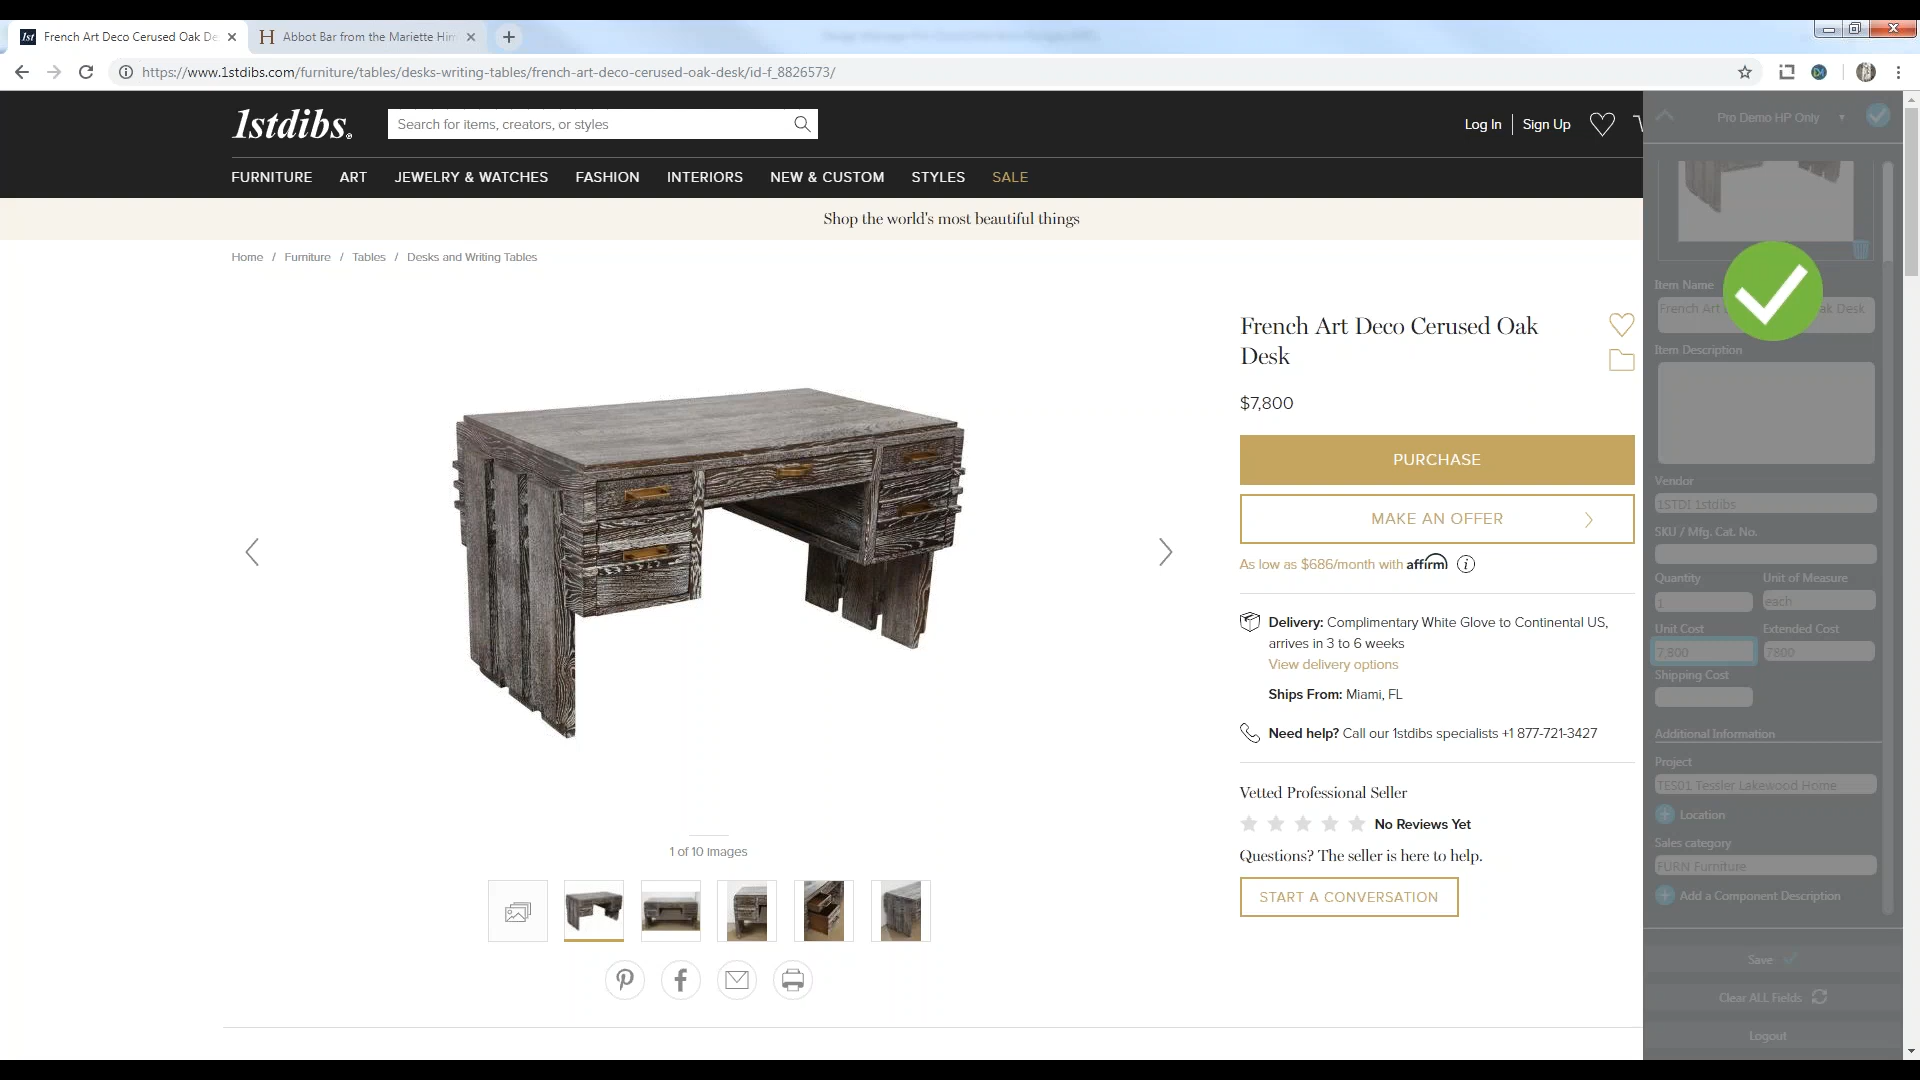 French Art Deco Cerused Oak De
Abbot Bar from the Mariette Him
https://www.1stdibs.com/furniture/tables/desks-writing-tables/french-art-deco-cerused-oak-desk/id-f_8826573/
1stdibs.
Search for items, creators, or styles
Log In
Sign Up
FURNITURE
ART
JEWELRY & WATCHES
FASHION
INTERIORS
NEW & CUSTOM
STYLES
SALE
Shop the world's most beautiful things
Home / Furniture / Tables / Desks and Writing Tables
French Art Deco Cerused Oak
Desk
$7,800
PURCHASE
MAKE AN OFFER
As low as $686/month with affirm
Delivery: Complimentary White Glove to Continental US,
arrives in 3 to 6 weeks
View delivery options
Ships From: Miami, FL
Need help? Call our 1stdibs specialists +1 877-721-3427
Vetted Professional Seller
No Reviews Yet
Questions? The seller is here to help.
START A CONVERSATION
1 of 10 Images
Pro Demo HP Only
Item Name
French Art
ak Desk
Item Description
Vendor
1STDI 1stdibs
SKU / Mfg. Cat. No.
Quantity
Unit of Measure
1
each
Unit Cost
Extended Cost
7,800
7800
Shipping Cost
Additional Information
Project
TES01 Tessler Lakewood Home
Location
Sales category
FURN Furniture
Add a Component Description
Save
Clear ALL Fields
Logout